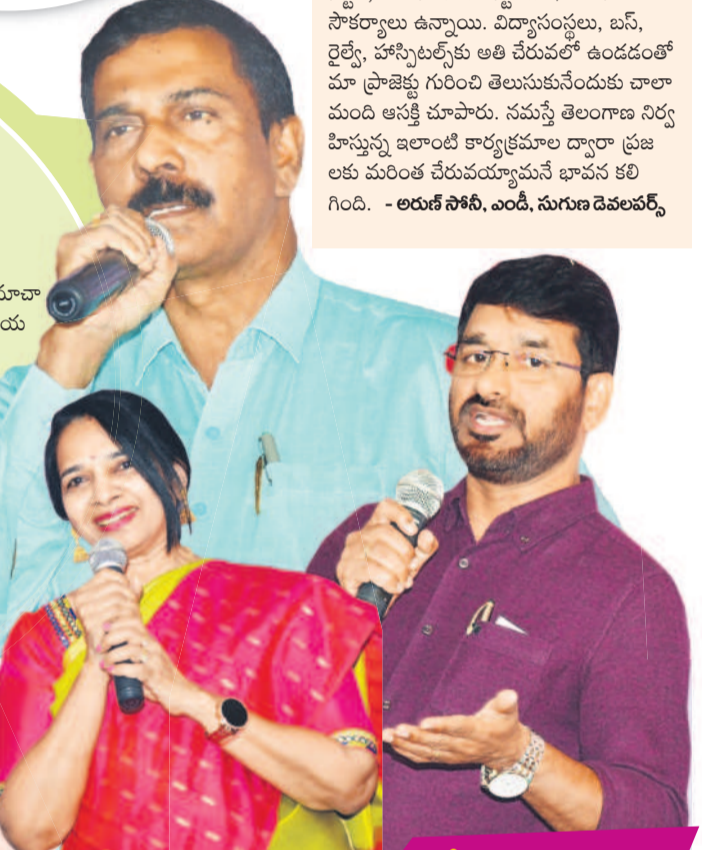 సౌకర్యాలు ఉన్నాయి. విద్యాసంస్థలు, బస్,
రైల్వే, హాస్పిటల్స్‌కు అతి చేరువలో ఉండడంతో
మా ప్రాజెక్టు గురించి తెలుసుకునేందుకు చాలా
మంది ఆసక్తి చూపారు. నమస్తే తెలంగాణ నిర్వ
హిస్తున్న ఇలాంటి కార్యక్రమాల ద్వారా ప్రజ
లకు మరింత చేరువయ్యామనే భావన కలి
గింది. - అరుణ్ సోనీ, ఎండీ, సుగుణ డెవలపర్స్